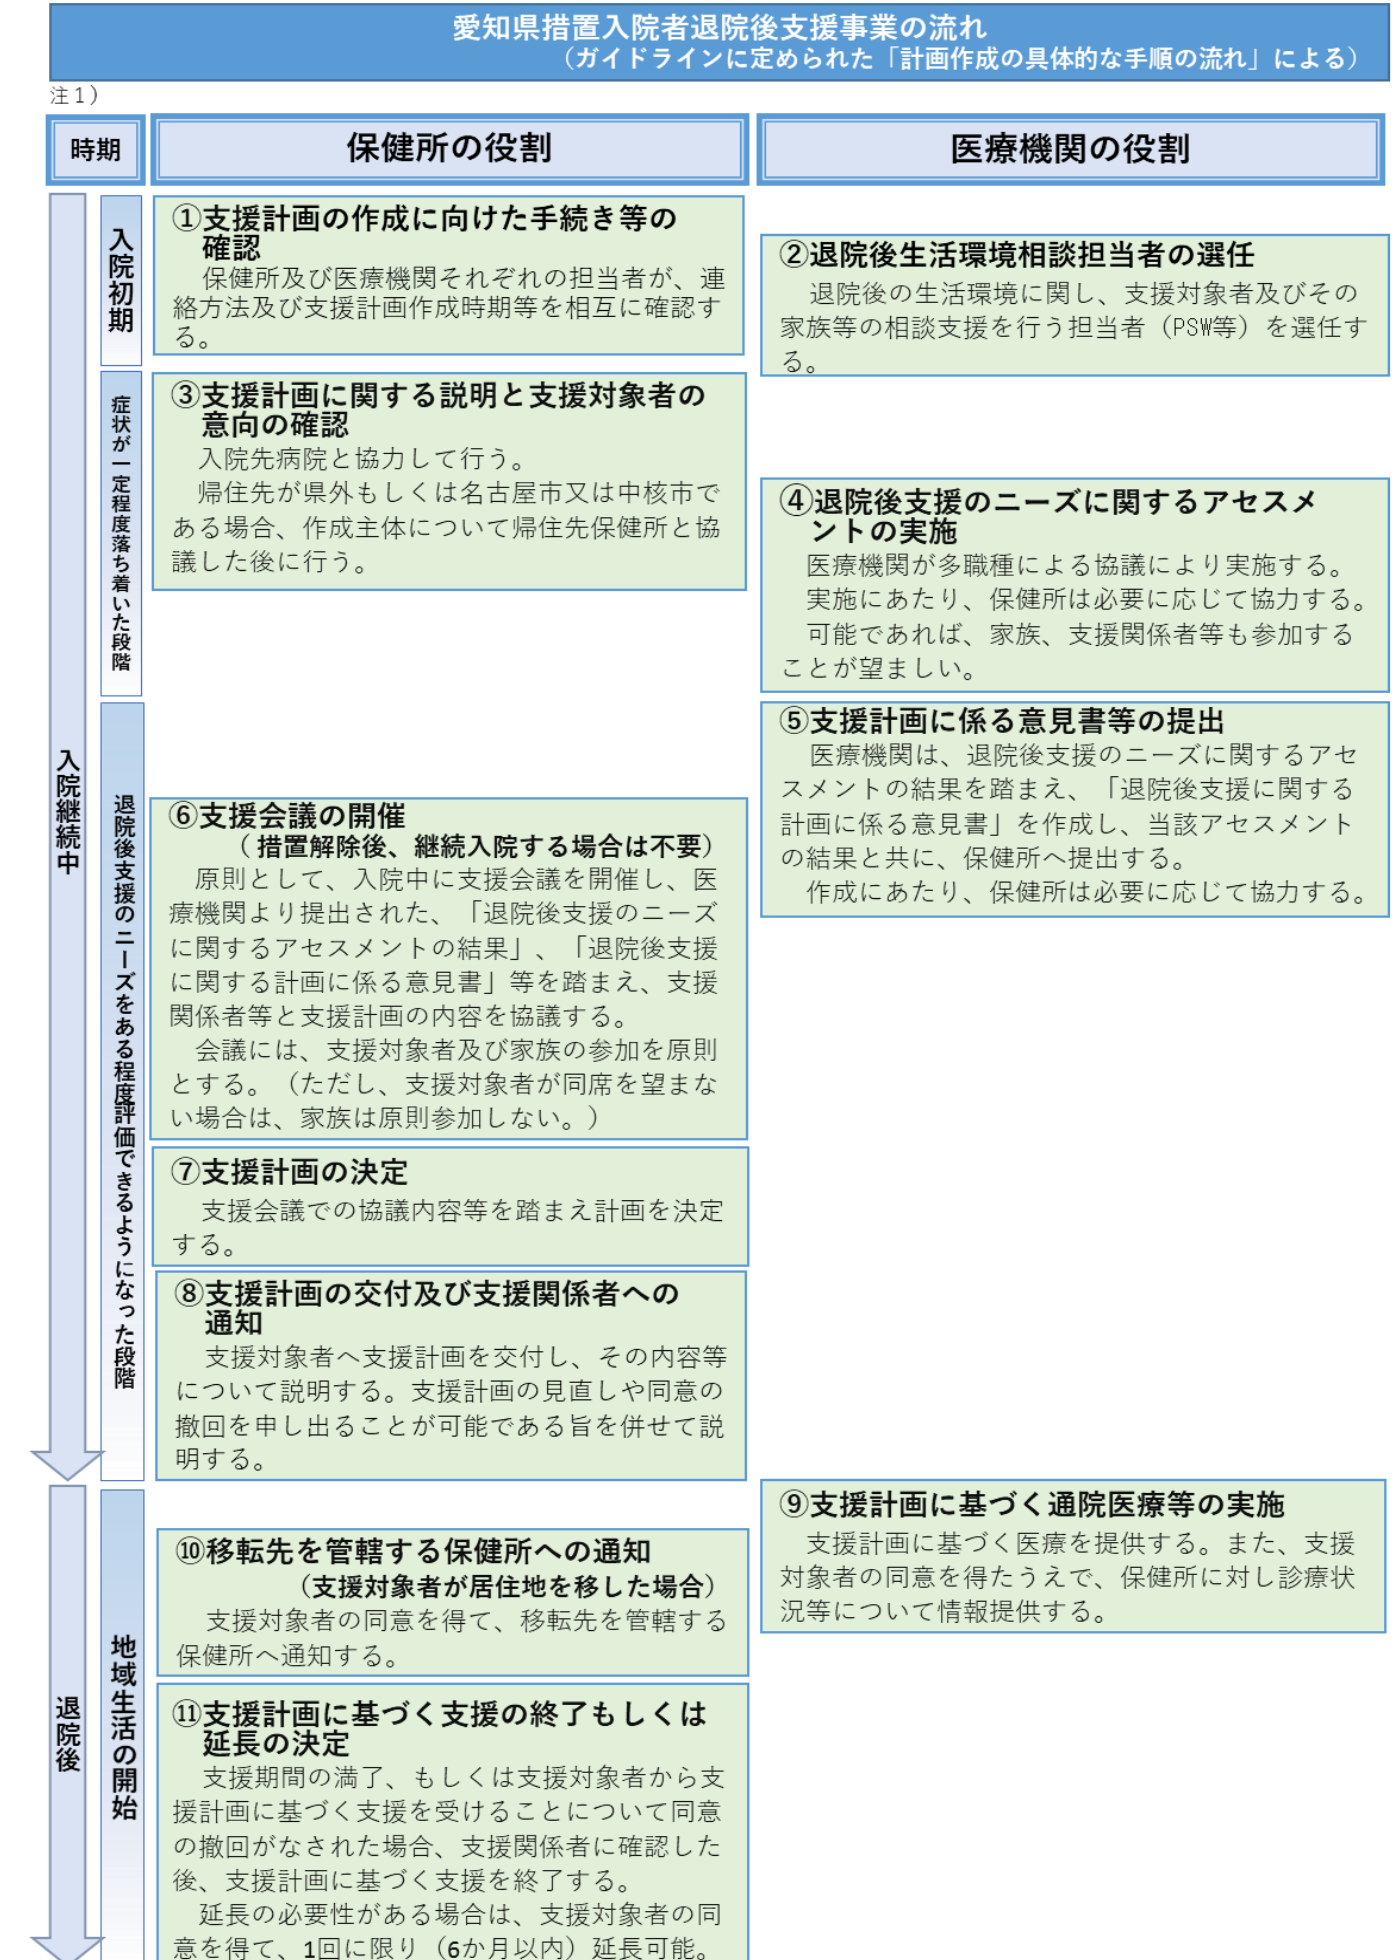 愛知県措置入院者退院後支援事業の流れ
（ガイドラインに定められた「計画作成の具体的な手順の流れ」による）
注１）
時期
保健所の役割
医療機関の役割
入院継続中
入院初期
①支援計画の作成に向けた手続き等の
確認
保健所及び医療機関それぞれの担当者が、連
絡方法及び支援計画作成時期等を相互に確認す
る。
②退院後生活環境相談担当者の選任
退院後の生活環境に関し、支援対象者及びその
家族等の相談支援を行う担当者（PSW等）を選任す
る。
症状が一定程度落ち着いた段階
③支援計画に関する説明と支援対象者の
意向の確認
入院先病院と協力して行う。
帰住先が県外もしくは名古屋市又は中核市で
ある場合、作成主体について帰住先保健所と協
議した後に行う。
④退院後支援のニーズに関するアセスメ
ントの実施
医療機関が多職種による協議により実施する。
実施にあたり、保健所は必要に応じて協力する。
可能であれば、家族、支援関係者等も参加する
ことが望ましい。
退院後支援のニーズをある程度評価できるようになった段階
⑤支援計画に係る意見書等の提出
医療機関は、退院後支援のニーズに関するアセ
スメントの結果を踏まえ、「退院後支援に関する
計画に係る意見書」を作成し、当該アセスメント
の結果と共に、保健所へ提出する。
作成にあたり、保健所は必要に応じて協力する。
⑥支援会議の開催
（ 措置解除後、継続入院する場合は不要）
原則として、入院中に支援会議を開催し、医
療機関より提出された、「退院後支援のニーズ
に関するアセスメントの結果」、「退院後支援
に関する計画に係る意見書」等を踏まえ、支援
関係者等と支援計画の内容を協議する。
会議には、支援対象者及び家族の参加を原則
とする。（ただし、支援対象者が同席を望まな
い場合は、家族は原則参加しない。）
⑦支援計画の決定
支援会議での協議内容等を踏まえ計画を決定
する。
⑧支援計画の交付及び支援関係者への
通知
支援対象者へ支援計画を交付し、その内容等
について説明する。支援計画の見直しや同意の
撤回を申し出ることが可能である旨を併せて説
明する。
退院後
地域生活の開始
⑨支援計画に基づく通院医療等の実施
支援計画に基づく医療を提供する。また、支援
対象者の同意を得たうえで、保健所に対し診療状
況等について情報提供する。
⑩移転先を管轄する保健所への通知
（支援対象者が居住地を移した場合）
支援対象者の同意を得て、移転先を管轄する
保健所へ通知する。
⑪支援計画に基づく支援の終了もしくは
延長の決定
支援期間の満了、もしくは支援対象者から支
援計画に基づく支援を受けることについて同意
の撤回がなされた場合、支援関係者に確認した
後、支援計画に基づく支援を終了する。
延長の必要性がある場合は、支援対象者の同
意を得て、1回に限り（6か月以内）延長可能。